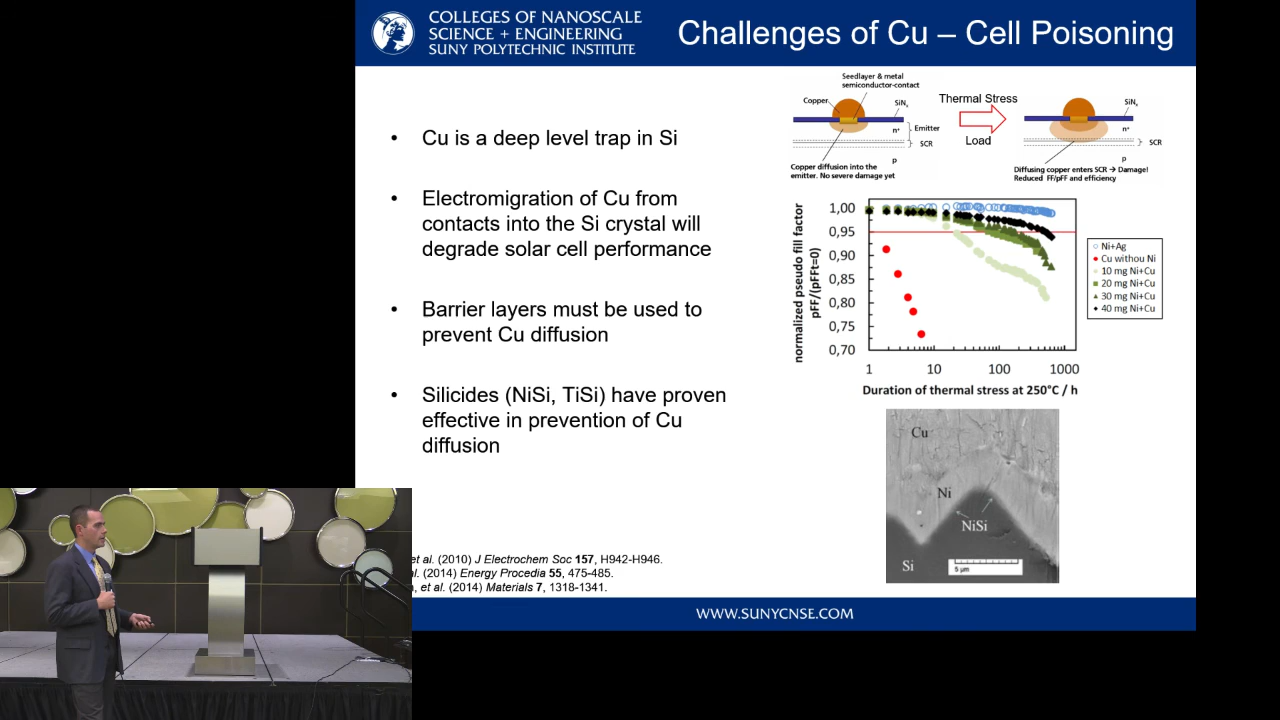 COLLEGES OF NANOSCALE
SCIENCE + ENGINEERING
SUNY POLYTECHNIC INSTITUTE
Challenges of Cu – Cell Poisoning
• Cu is a deep level trap in Si
• Electromigration of Cu from
contacts into the Si crystal will
degrade solar cell performance
• Barrier layers must be used to
prevent Cu diffusion
• Silicides (NiSi, TiSi) have proven
effective in prevention of Cu
diffusion
Seedlayer & metal
semiconductor-contact
Copper
SiNx
n+
Emitter
SCR
p
Copper diffusion into the
emitter. No severe damage yet
Thermal Stress
Load
SiNx
n+
SCR
p
Diffusing copper enters SCR → Damage!
Reduced FF/pFF and efficiency
normalized pseudo fill factor
pFF/(pFFt=0)
1,00
0,95
0,90
0,85
0,80
0,75
0,70
1 10 100 1000
Duration of thermal stress at 250°C / h
Ni+Ag
Cu without Ni
10 mg Ni+Cu
20 mg Ni+Cu
30 mg Ni+Cu
40 mg Ni+Cu
Cu
Ni
NiSi
Si
5 µm
et al. (2010) J Electrochem Soc 157, H942-H946.
al. (2014) Energy Procedia 55, 475-485.
, et al. (2014) Materials 7, 1318-1341.
WWW.SUNYCNSE.COM